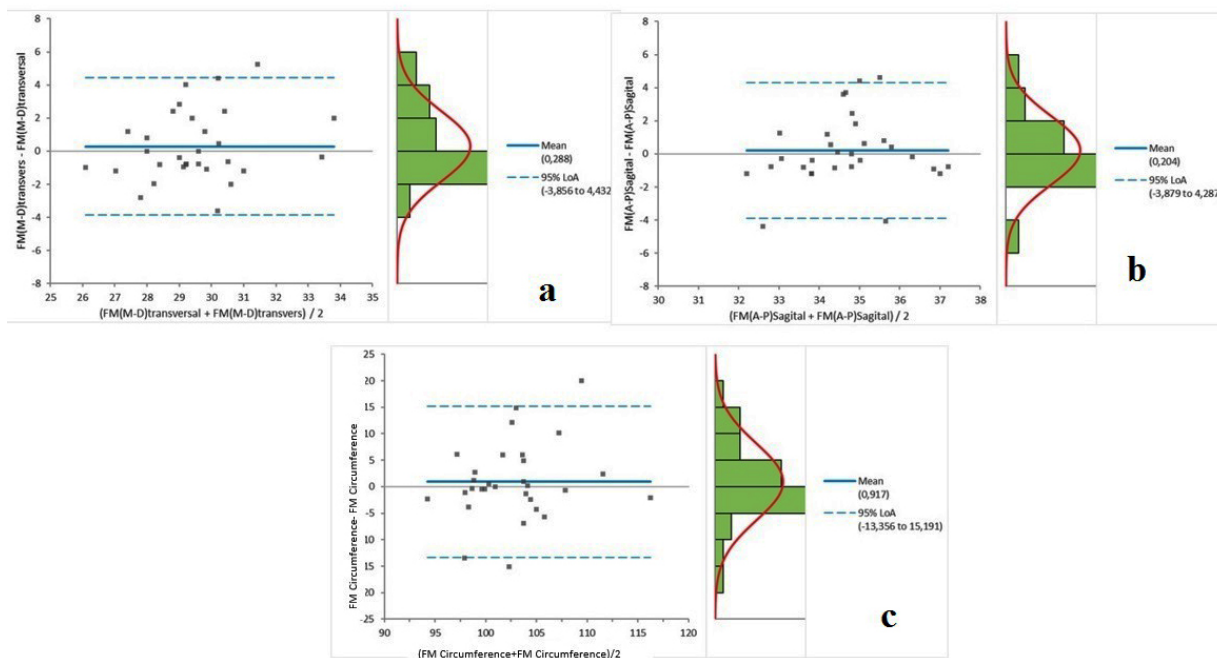 8
6
4
2
0
-2
-4
-6
-8
FM(M-D)transvers - FM(M-D)transversal
25 26 27 28 29 30 31 32 33 34 35
(FM(M-D)transversal + FM(M-D)transvers) / 2
Mean
(0,288)
95% LoA
(-3,856 to 4,432
a
8
6
4
2
0
-2
-4
-6
-8
FM(A-P)Sagital - FM(A-P)Sagital
30 31 32 33 34 35 36 37 38
(FM(A-P)Sagital + FM(A-P)Sagital) / 2
Mean
(0,204)
95% LoA
(-3,879 to 4,287
b
25
20
15
10
5
0
-5
10
15
20
-25
FM Circumference- FM Circumference
90 95 100 105 110 115 120
(FM Circumference+FM Circumference)/2
Mean
(0,917)
95% LoA
(-13,356 to 15,191)
c